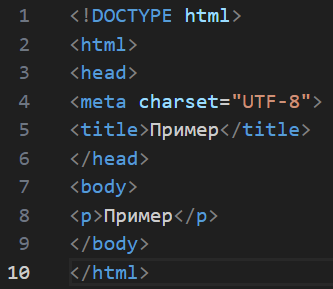 1 <!DOCTYPE html>
2 <html>
3 <head>
4 <meta charset="UTF-8">
5 <title>Пример</title>
6 </head>
7 <body>
8 <p>Пример</p>
9 </body>
10 </html>